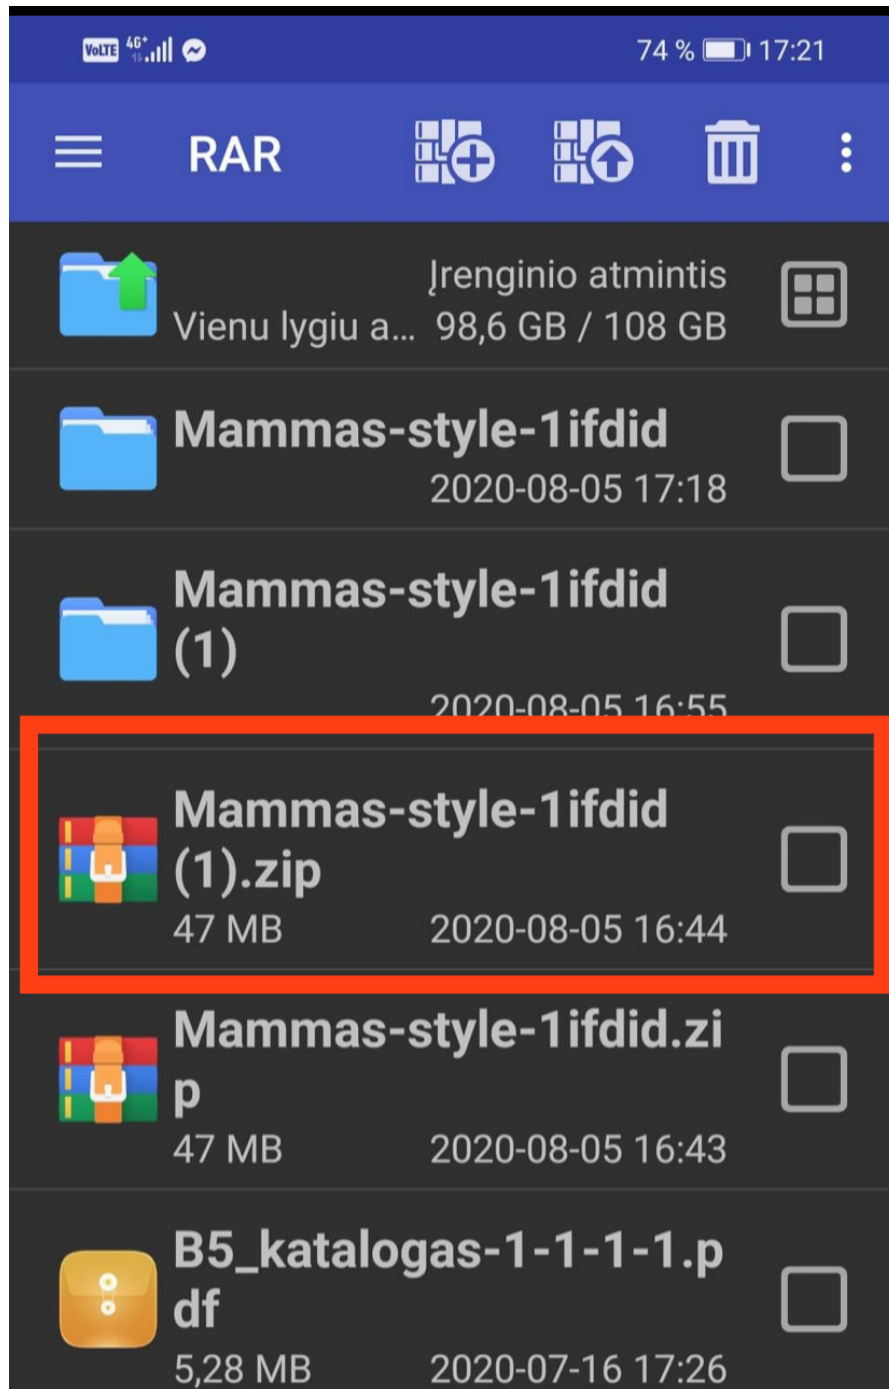 VoLTE 4G+ 74 % 17:21
RAR
Įrenginio atmintis
Vienu lygiu a... 98,6 GB / 108 GB
Mammas-style-1ifdid
2020-08-05 17:18
Mammas-style-1ifdid
(1)
2020-08-05 16:55
Mammas-style-1ifdid
(1).zip
47 MB 2020-08-05 16:44
Mammas-style-1ifdid.zi
p
47 MB 2020-08-05 16:43
B5_katalogas-1-1-1-1.p
df
5,28 MB 2020-07-16 17:26